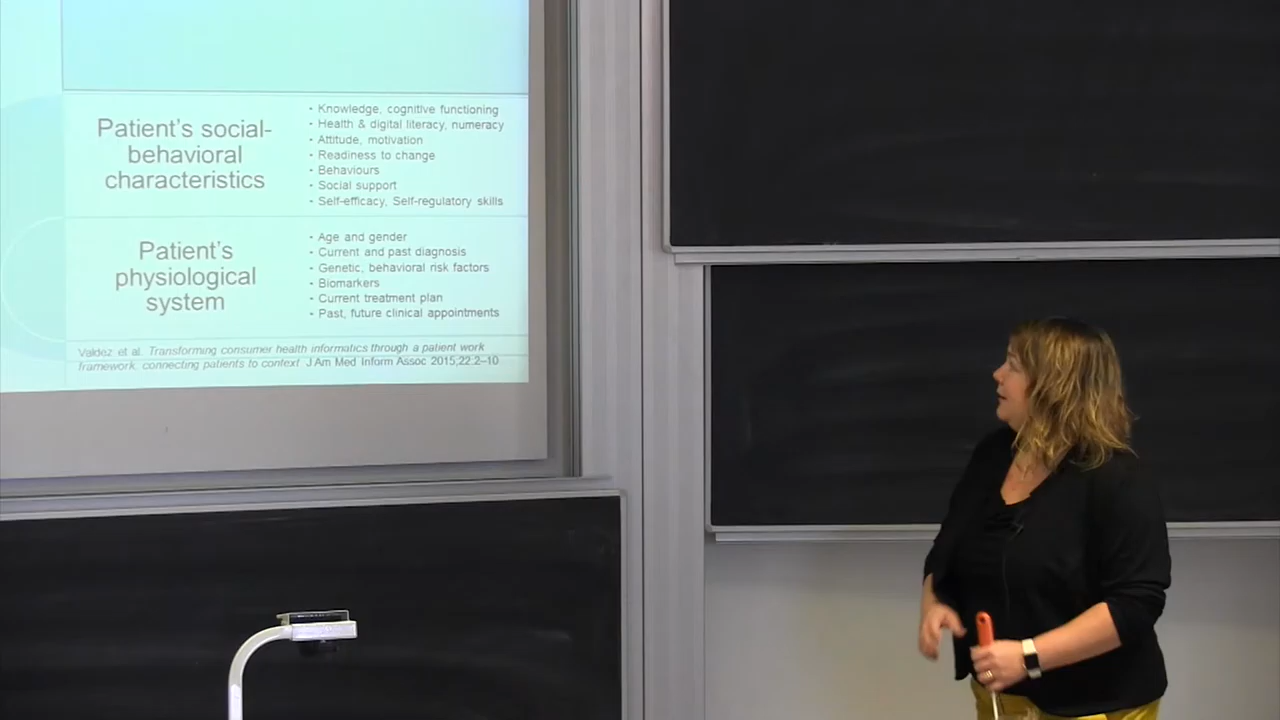 Patient's social-
behavioral
characteristics
• Knowledge, cognitive functioning
• Health & digital literacy, numeracy
• Attitude, motivation
• Readiness to change
• Behaviours
• Social support
• Self-efficacy, Self-regulatory skills
Patient's
physiological
system
• Age and gender
• Current and past diagnosis
• Genetic, behavioral risk factors
• Biomarkers
• Current treatment plan
• Past, future clinical appointments
Valdez et al. Transforming consumer health informatics through a patient work
framework: connecting patients to context. J Am Med Inform Assoc 2015;22:2–10